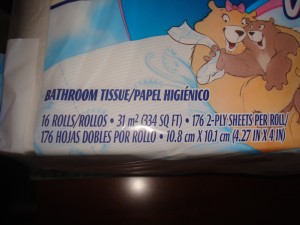 BATHROOM TISSUE/PAPEL HIGIÉNICO
16 ROLLS/ROLLOS • 31 m² (334 SQ FT) • 176 2-PLY SHEETS PER ROLL/
176 HOJAS DOBLES POR ROLLO • 10.8 cm X 10.1 cm (4.27 IN X 4 IN)